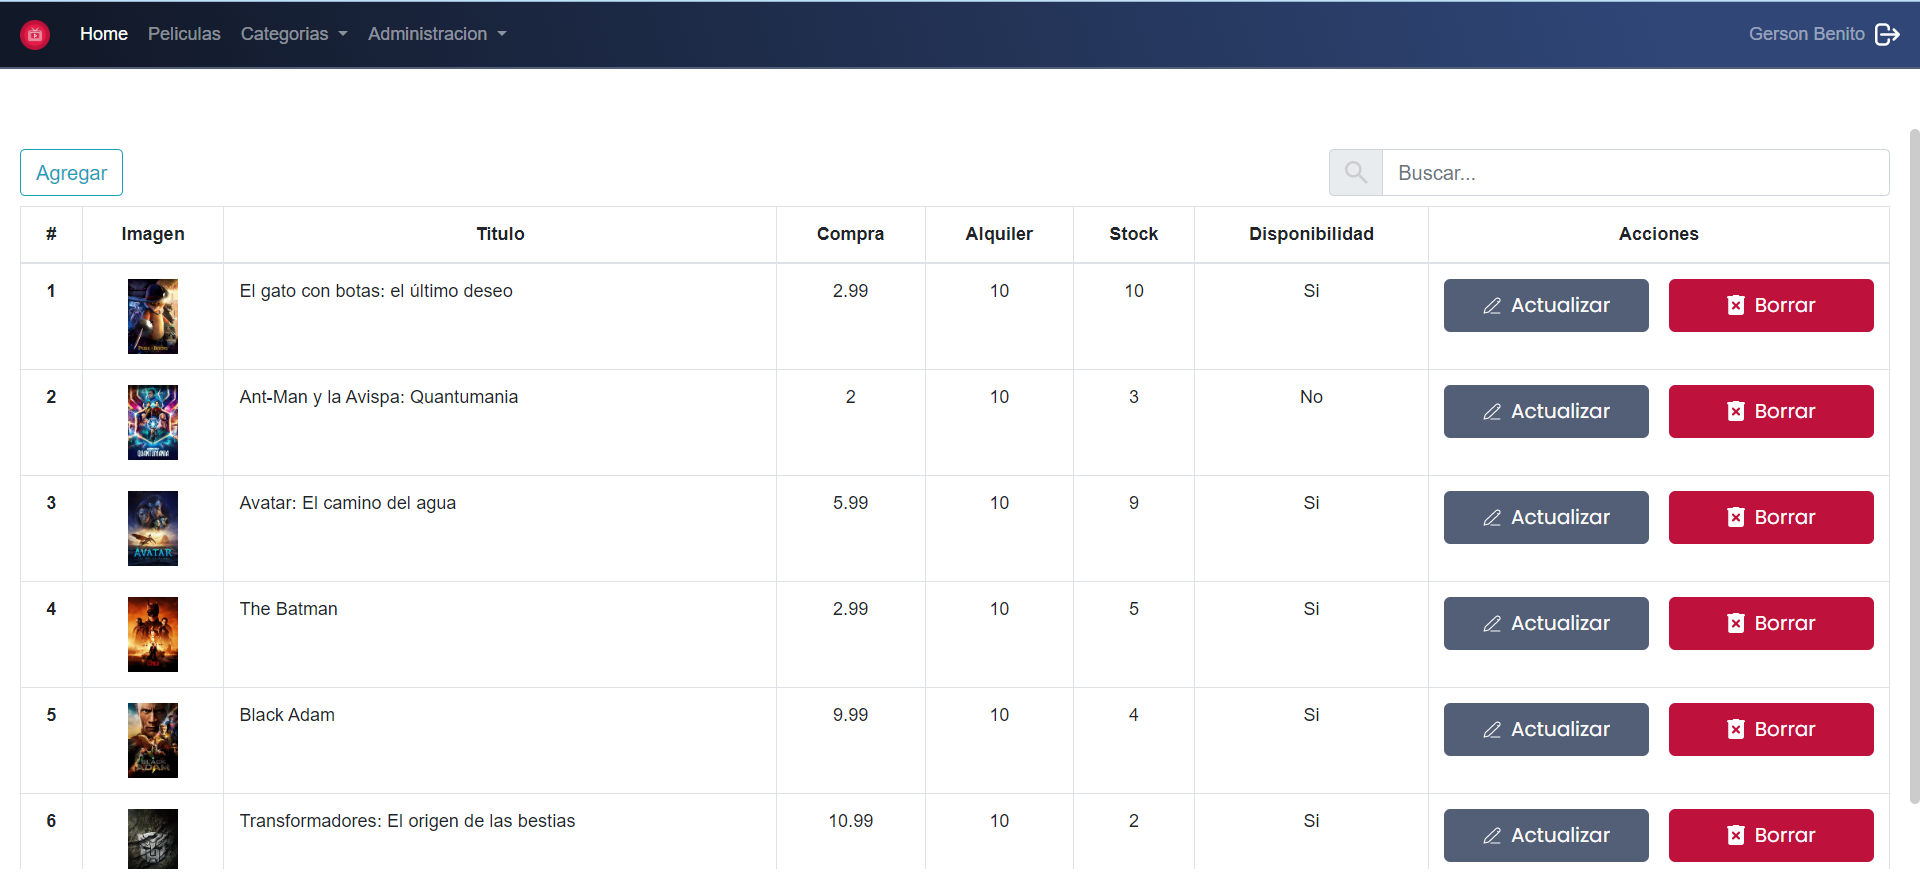 Home Peliculas Categorias Administracion Gerson Benito
Agregar Buscar...
# Imagen Titulo Compra Alquiler Stock Disponibilidad Acciones
1 El gato con botas: el último deseo 2.99 10 10 Si Actualizar Borrar
2 Ant-Man y la Avispa: Quantumania 2 10 3 No Actualizar Borrar
QUANTUMANIA
3 Avatar: El camino del agua 5.99 10 9 Si Actualizar Borrar
AVATAR
4 The Batman 2.99 10 5 Si Actualizar Borrar
5 Black Adam 9.99 10 4 Si Actualizar Borrar
BLACK
ADAM
6 Transformadores: El origen de las bestias 10.99 10 2 Si Actualizar Borrar